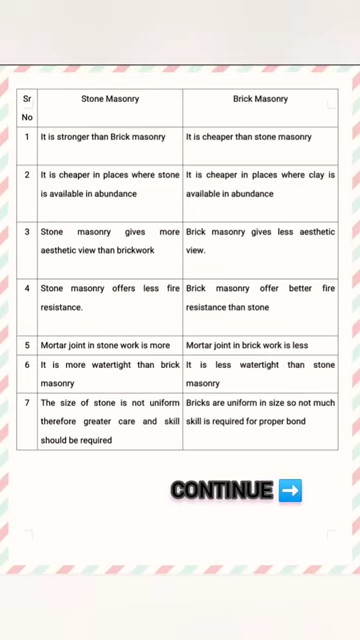 Sr No
Stone Masonry
Brick Masonry
1
It is stronger than Brick masonry
It is cheaper than stone masonry
2
It is cheaper in places where stone
is available in abundance
It is cheaper in places where clay is
available in abundance
3
Stone masonry gives more
aesthetic view than brickwork
Brick masonry gives less aesthetic
view.
4
Stone masonry offers less fire
resistance.
Brick masonry offer better fire
resistance than stone
5
Mortar joint in stone work is more
Mortar joint in brick work is less
6
It is more watertight than brick
masonry
It is less watertight than stone
masonry
7
The size of stone is not uniform
therefore greater care and skill
should be required
Bricks are uniform in size so not much
skill is required for proper bond
CONTINUE ➡